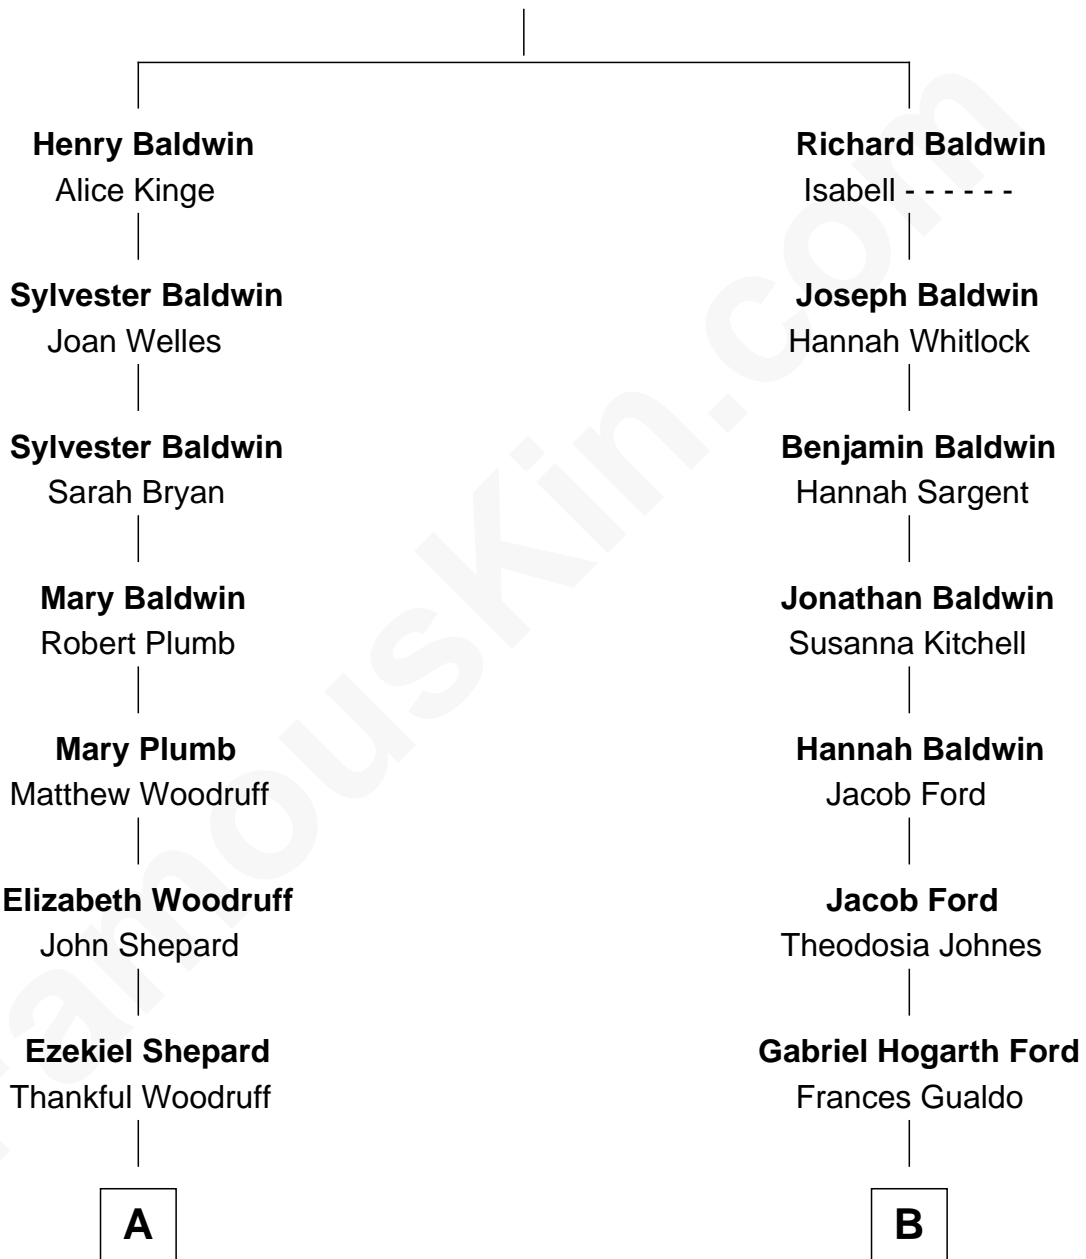 Henry Baldwin
Alice Kinge
Sylvester Baldwin
Joan Welles
Sylvester Baldwin
Sarah Bryan
Mary Baldwin
Robert Plumb
Mary Plumb
Matthew Woodruff
Elizabeth Woodruff
John Shepard
Ezekiel Shepard
Thankful Woodruff
A
Richard Baldwin
Isabell - - - - - -
Joseph Baldwin
Hannah Whitlock
Benjamin Baldwin
Hannah Sargent
Jonathan Baldwin
Susanna Kitchell
Hannah Baldwin
Jacob Ford
Jacob Ford
Theodosia Johnes
Gabriel Hogarth Ford
Frances Gualdo
B
FamousKin.com